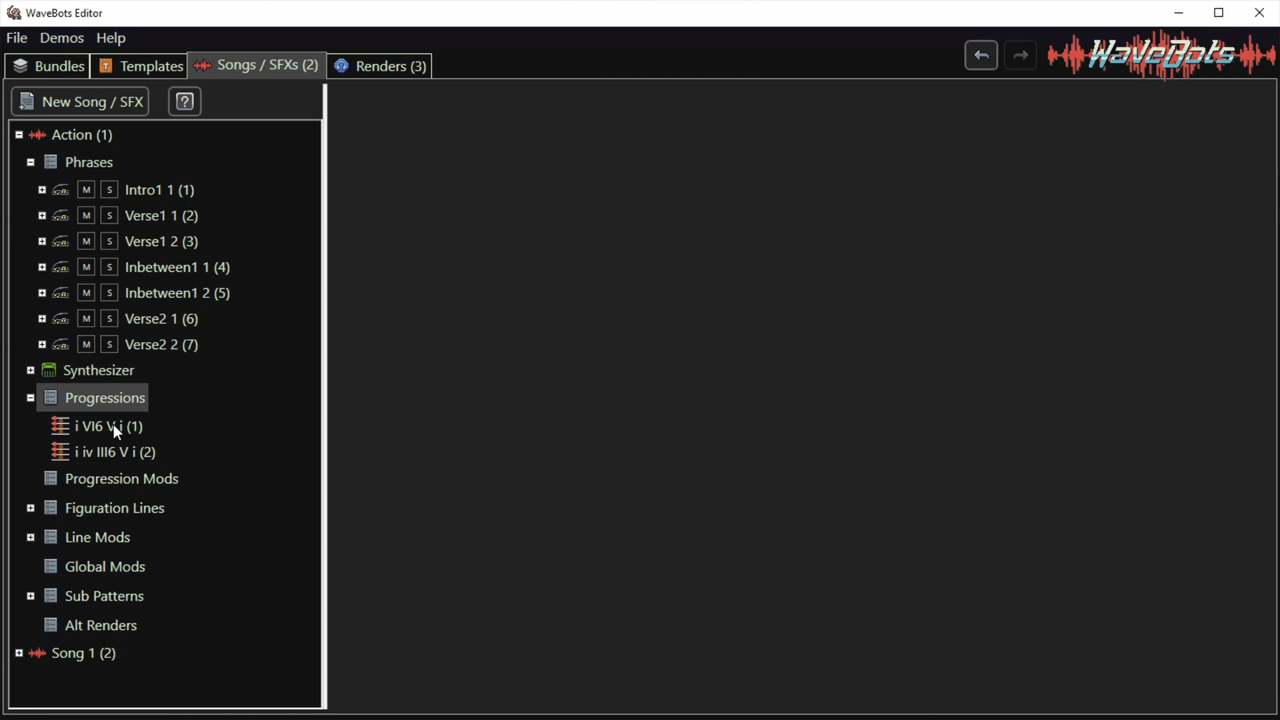 WaveBots Editor
File Demos Help
Bundles Templates Songs / SFXs (2) Renders (3)
WaveBots
New Song / SFX ?
Action (1)
Phrases
M S Intro1 1 (1)
M S Verse1 1 (2)
M S Verse1 2 (3)
M S Inbetween1 1 (4)
M S Inbetween1 2 (5)
M S Verse2 1 (6)
M S Verse2 2 (7)
Synthesizer
Progressions
i VI6 V i (1)
i iv III6 V i (2)
Progression Mods
Figuration Lines
Line Mods
Global Mods
Sub Patterns
Alt Renders
Song 1 (2)